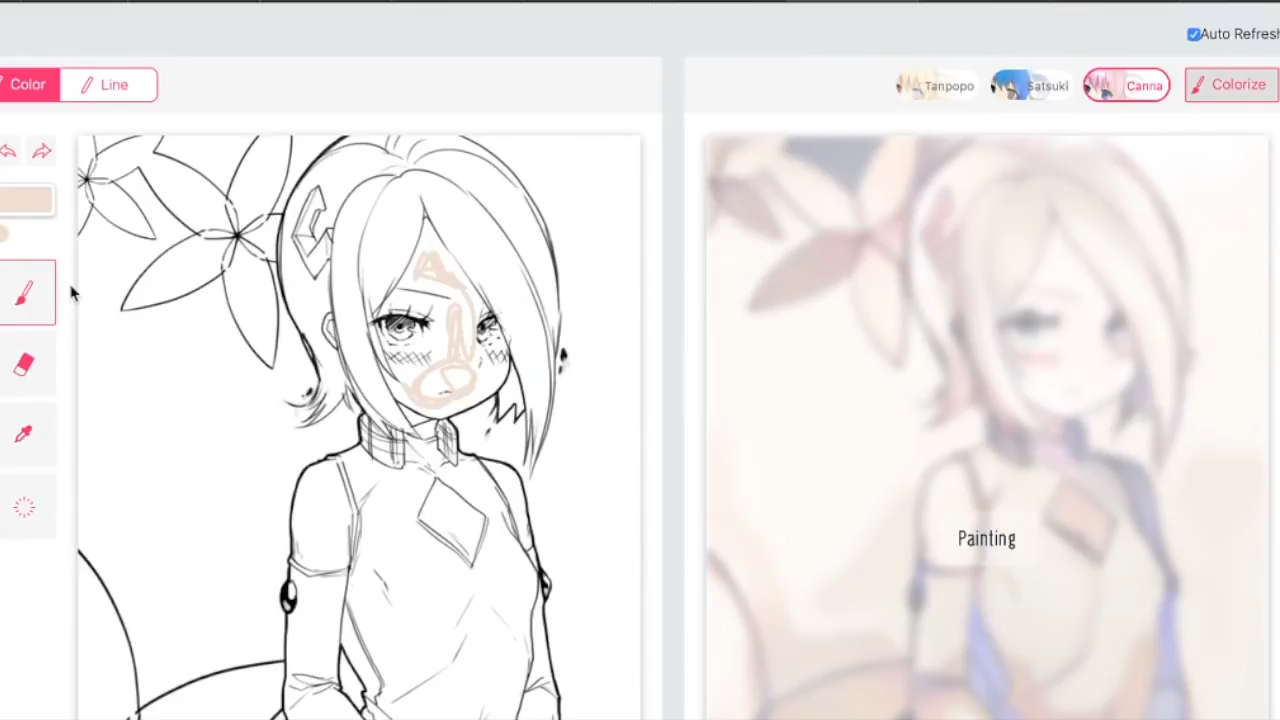 Auto Refresh
Color
Line
Tanpopo
Satsuki
Canna
Colorize
Painting